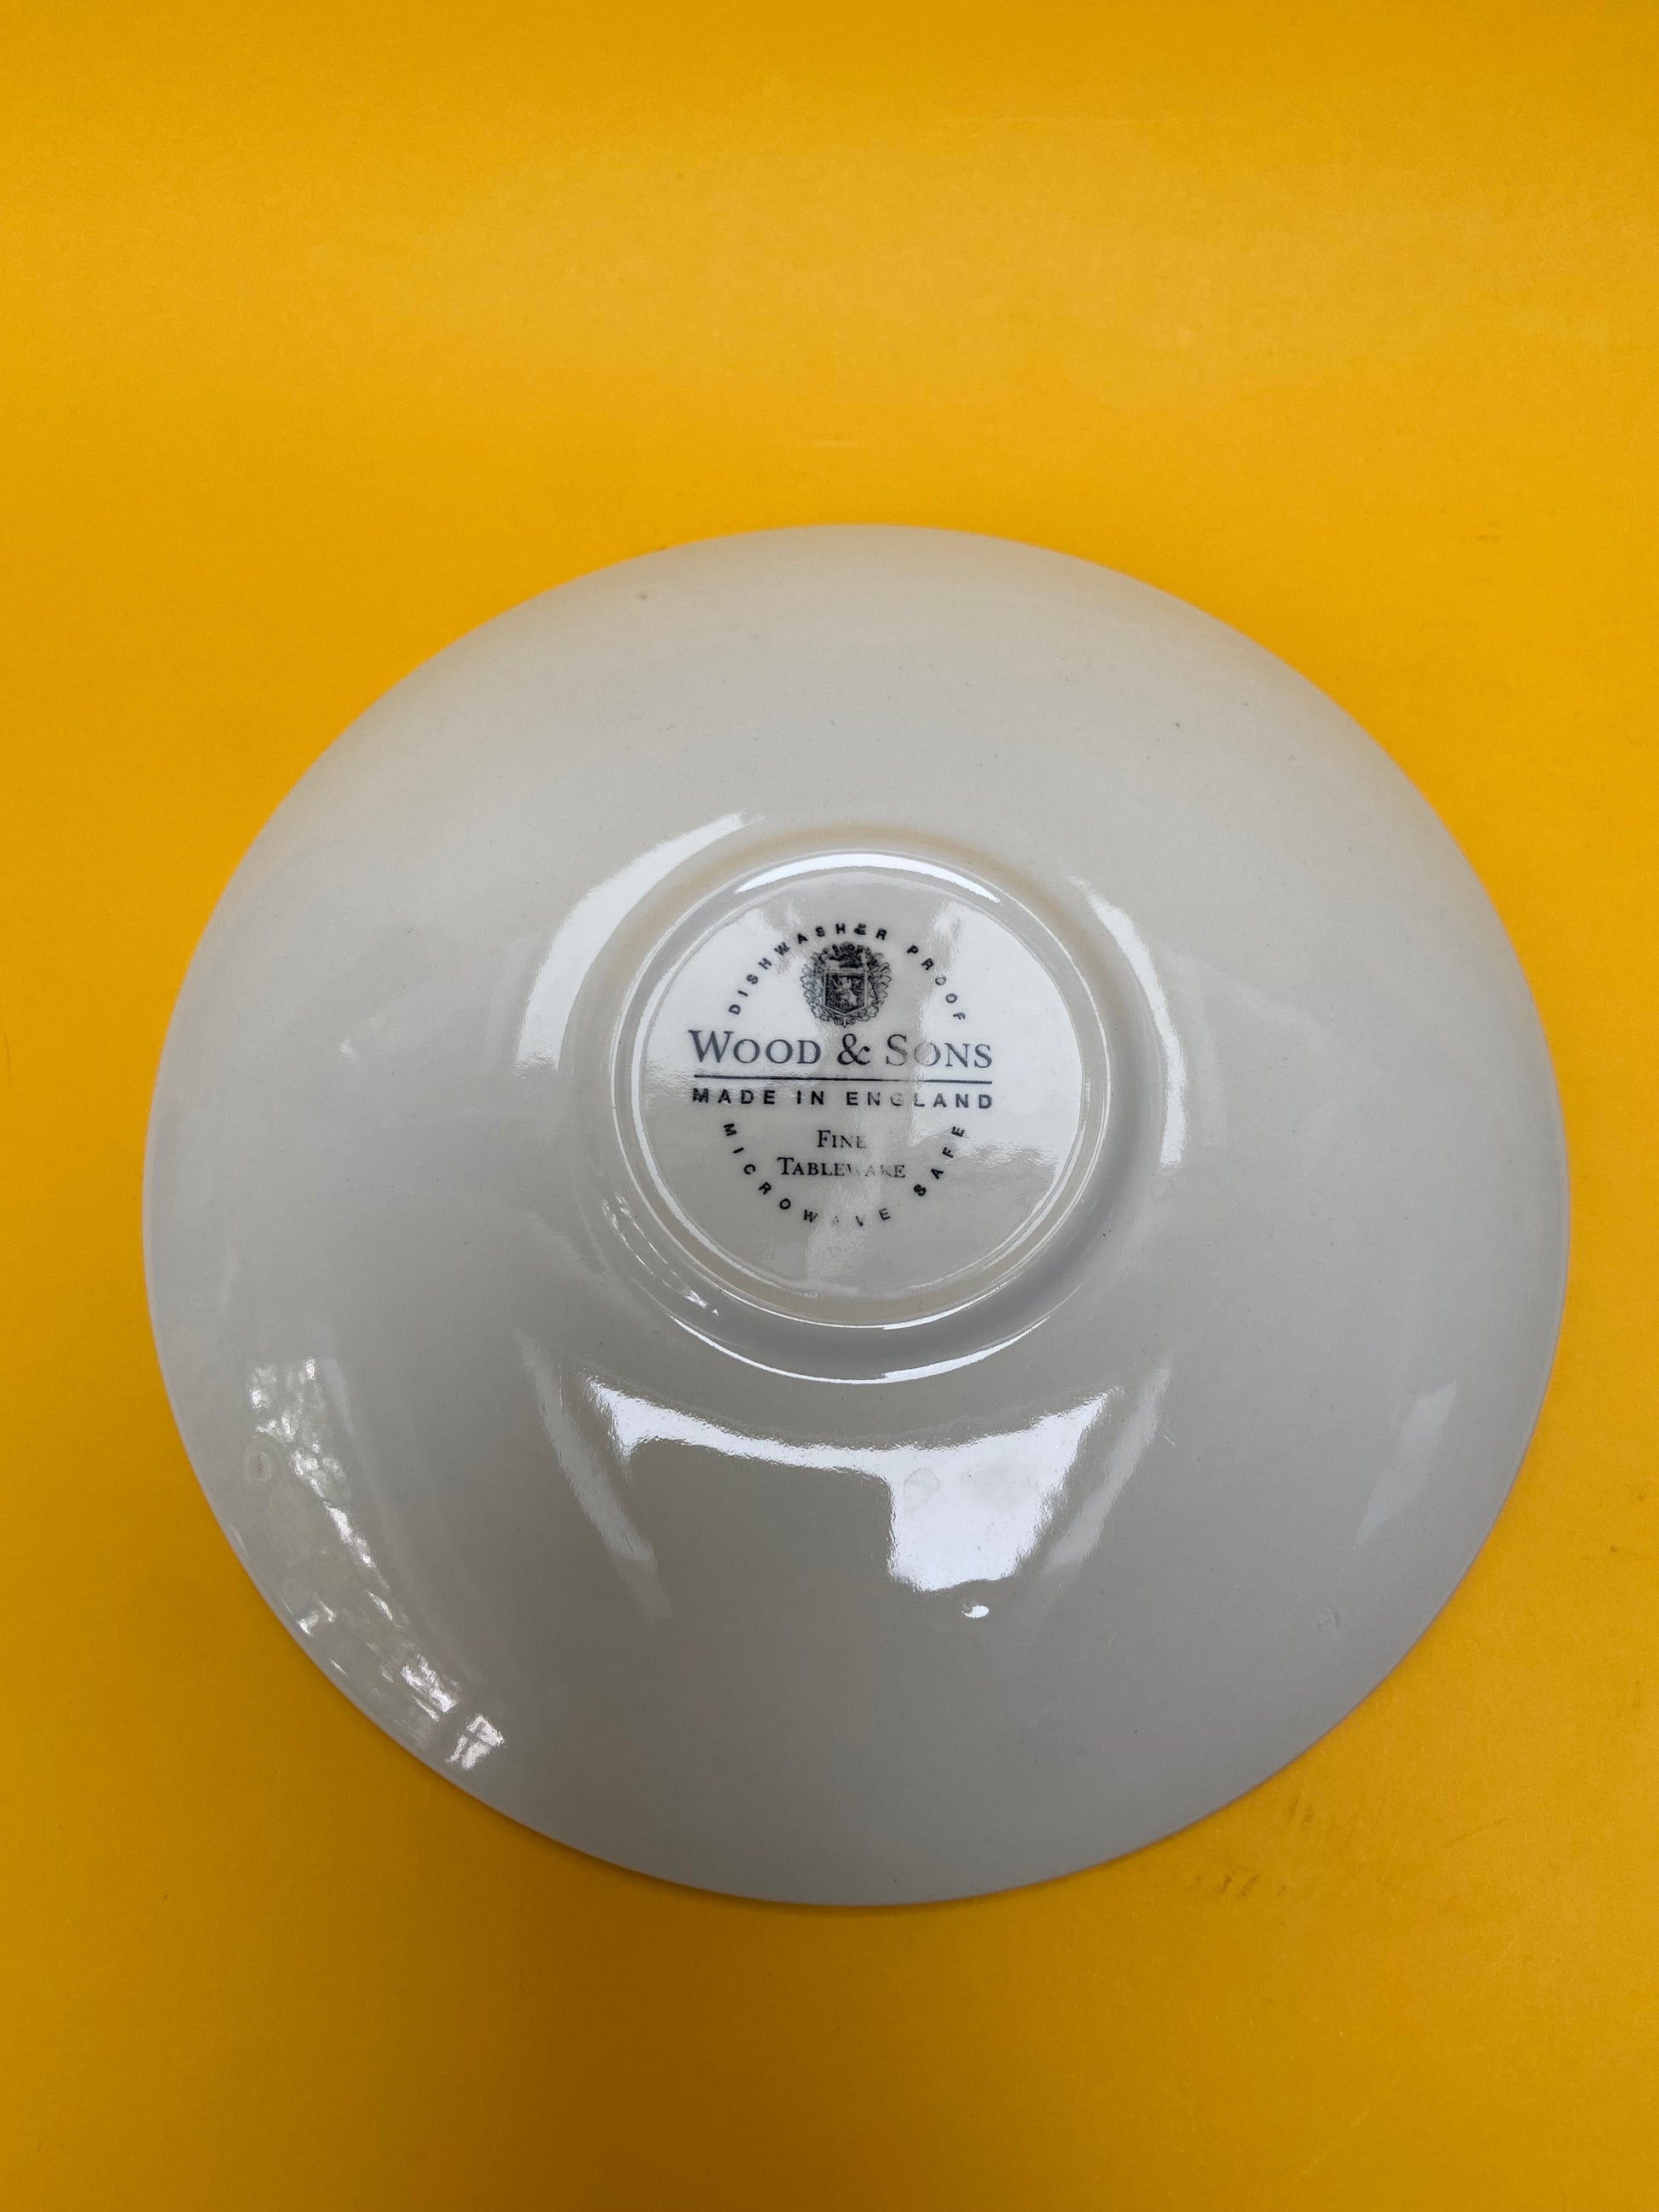 DISHWASHER PROOF
WOOD & SONS
MADE IN ENGLAND
FINE
TABLEWARE
MICROWAVE SAFE